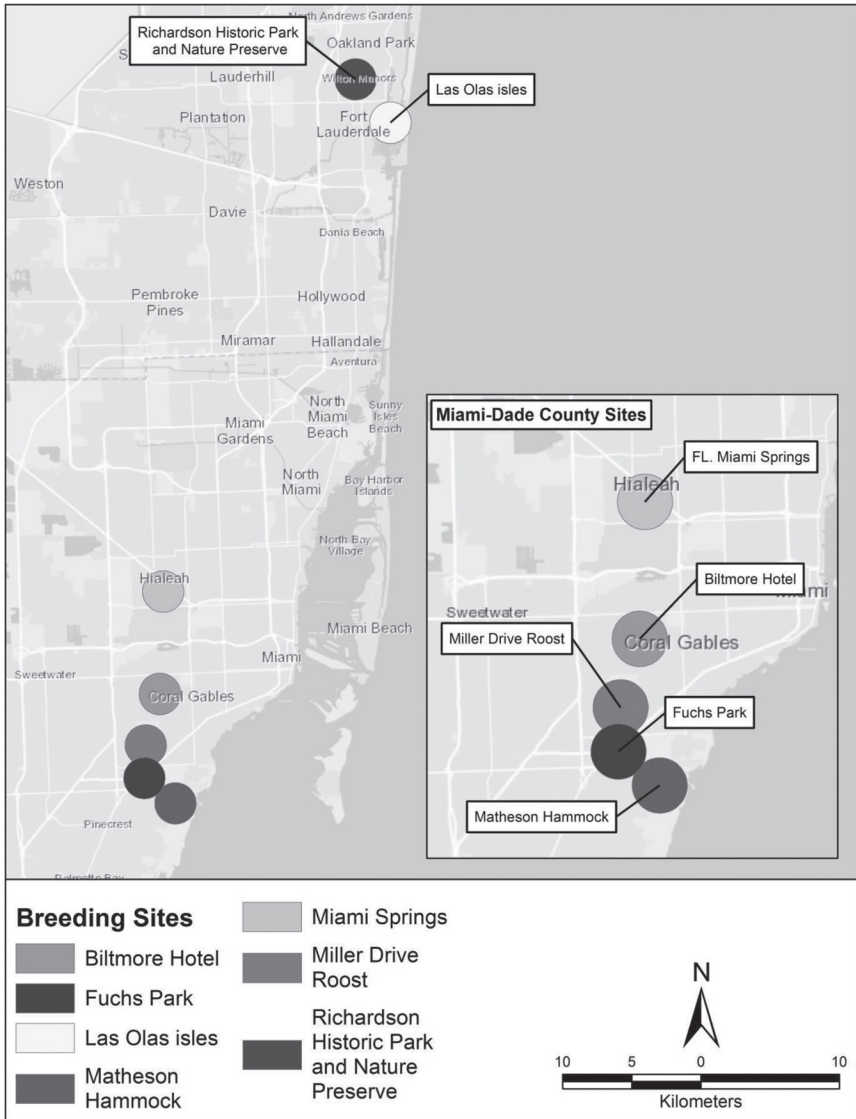 North Andrews Gardens
Richardson Historic Park
and Nature Preserve
Oakland Park
S
Lauderhill
Wilton Manors
Las Olas isles
Plantation
Fort
Lauderdale
Weston
Davie
Dania Beach
Pembroke
Pines
Hollywood
Miramar
Hallandale
Aventura
North
Miami
Beach
Sunny
Isles
Beach
Miami
Gardens
North
Miami
Bay Harbor
Islands
North Bay
Village
Hialeah
Miami Beach
Miami
Sweetwater
Coral Gables
Pinecrest
Palmetto Bay
Miami-Dade County Sites
FL. Miami Springs
Hialeah
Biltmore Hotel
Miami
Sweetwater
Miller Drive Roost
Coral Gables
Fuchs Park
Matheson Hammock
Breeding Sites
Biltmore Hotel
Fuchs Park
Las Olas isles
Matheson
Hammock
Miami Springs
Miller Drive
Roost
Richardson
Historic Park
and Nature
Preserve
N
10 5 0 10
Kilometers